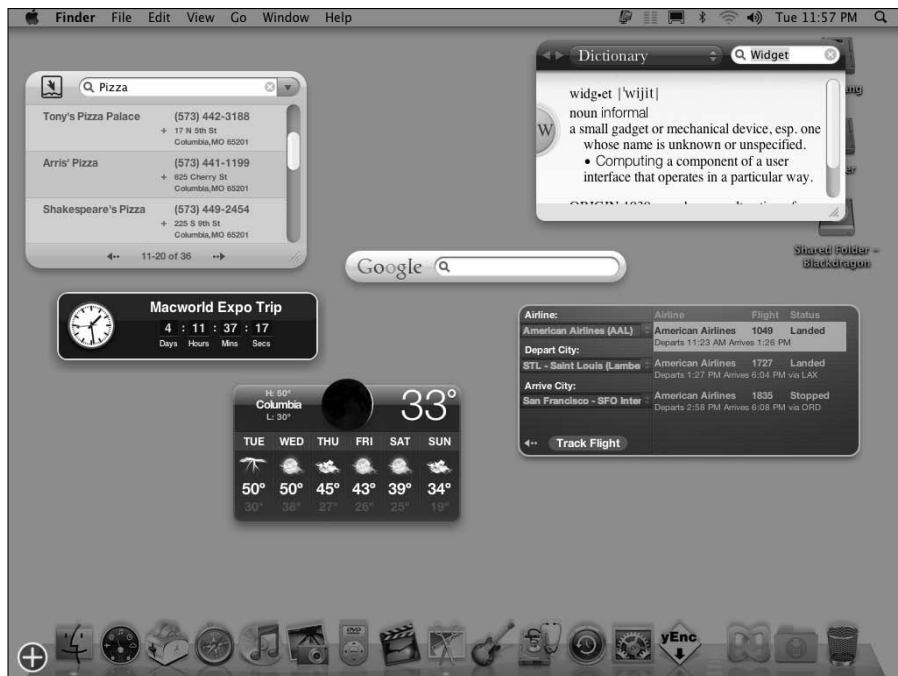 Finder File Edit View Go Window Help Tue 11:57 PM
Pizza
Tony's Pizza Palace (573) 442-3188
+ 17 N 5th St
Columbia,MO 65201
Arris' Pizza (573) 441-1199
+ 625 Cherry St
Columbia,MO 65201
Shakespeare's Pizza (573) 449-2454
+ 225 S 9th St
Columbia,MO 65201
11-20 of 36
Dictionary Widget
W
widg•et |'wijit|
noun informal
a small gadget or mechanical device, esp. one
whose name is unknown or unspecified.
• Computing a component of a user
interface that operates in a particular way.
Shared Folder –
Blackdragon
Google
Macworld Expo Trip
4 : 11 : 37 : 17
Days Hours Mins Secs
H: 50°
Columbia
L: 30°
33°
TUE WED THU FRI SAT SUN
50° 50° 45° 43° 39° 34°
30° 38° 27° 26° 25° 19°
Airline:
American Airlines (AAL)
Depart City:
STL - Saint Louis (Lambe
Arrive City:
San Francisco - SFO Inter
Track Flight
Airline Flight Status
American Airlines 1049 Landed
Departs 11:23 AM Arrives 1:26 PM
American Airlines 1727 Landed
Departs 1:27 PM Arrives 6:04 PM via LAX
American Airlines 1835 Stopped
Departs 2:58 PM Arrives 6:08 PM via ORD
yEnc